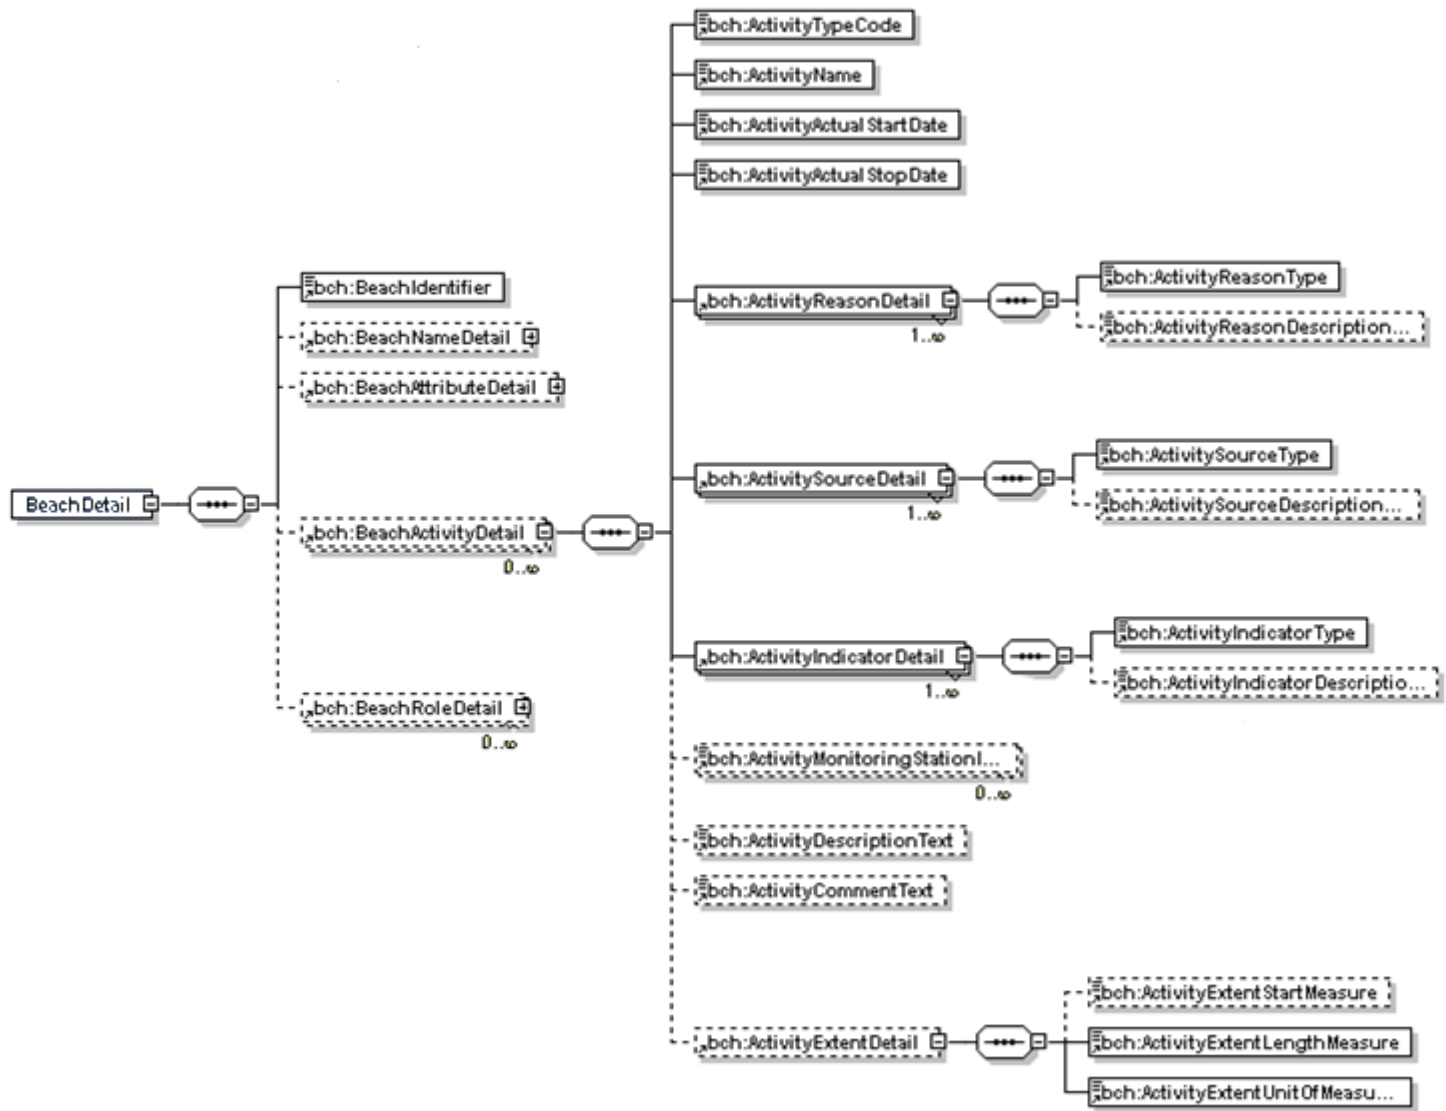 bch:ActivityTypeCode
bch:ActivityName
bch:ActivityActualStartDate
bch:ActivityActualStopDate
bch:BeachIdentifier
bch:BeachNameDetail
bch:BeachAttributeDetail
bch:ActivityReasonDetail
1..∞
bch:ActivityReasonType
bch:ActivityReasonDescription...
BeachDetail
bch:BeachActivityDetail
0..∞
bch:ActivitySourceDetail
1..∞
bch:ActivitySourceType
bch:ActivitySourceDescription...
bch:ActivityIndicatorDetail
1..∞
bch:ActivityIndicatorType
bch:ActivityIndicatorDescriptio...
bch:BeachRoleDetail
0..∞
bch:ActivityMonitoringStationI...
0..∞
bch:ActivityDescriptionText
bch:ActivityCommentText
bch:ActivityExtentDetail
bch:ActivityExtentStartMeasure
bch:ActivityExtentLengthMeasure
bch:ActivityExtentUnitOfMeasu...